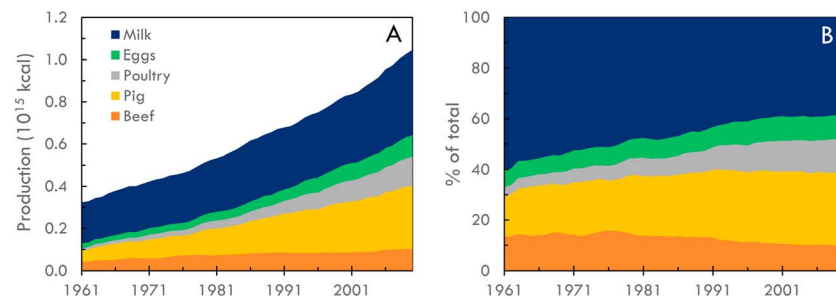 A
Production (10¹⁵ kcal)
1.2
1.0
0.8
0.6
0.4
0.2
0.0
Milk
Eggs
Poultry
Pig
Beef
1961 1971 1981 1991 2001
B
% of total
100
80
60
40
20
0
1961 1971 1981 1991 2001